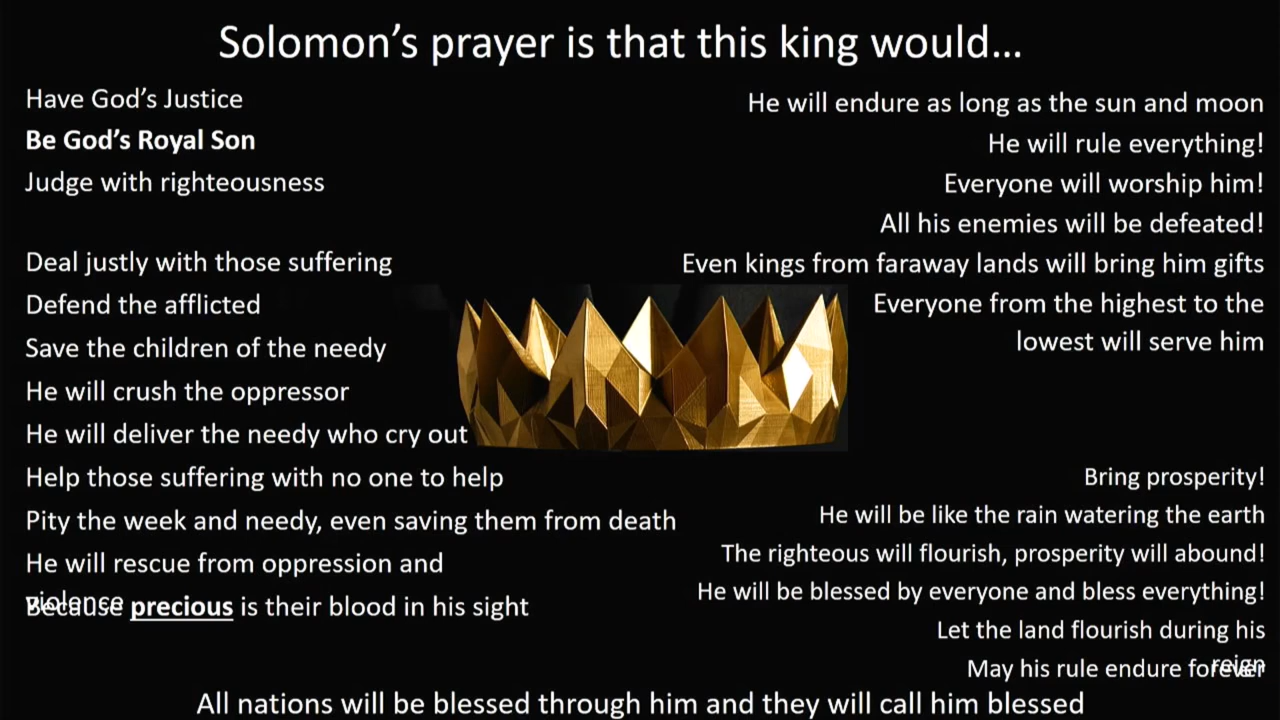 Solomon’s prayer is that this king would…
Have God’s Justice
Be God’s Royal Son
Judge with righteousness
Deal justly with those suffering
Defend the afflicted
Save the children of the needy
He will crush the oppressor
He will deliver the needy who cry out
Help those suffering with no one to help
Pity the week and needy, even saving them from death
He will rescue from oppression and
violence
Because precious is their blood in his sight
He will endure as long as the sun and moon
He will rule everything!
Everyone will worship him!
All his enemies will be defeated!
Even kings from faraway lands will bring him gifts
Everyone from the highest to the
lowest will serve him
Bring prosperity!
He will be like the rain watering the earth
The righteous will flourish, prosperity will abound!
He will be blessed by everyone and bless everything!
Let the land flourish during his
reign
May his rule endure forever
All nations will be blessed through him and they will call him blessed